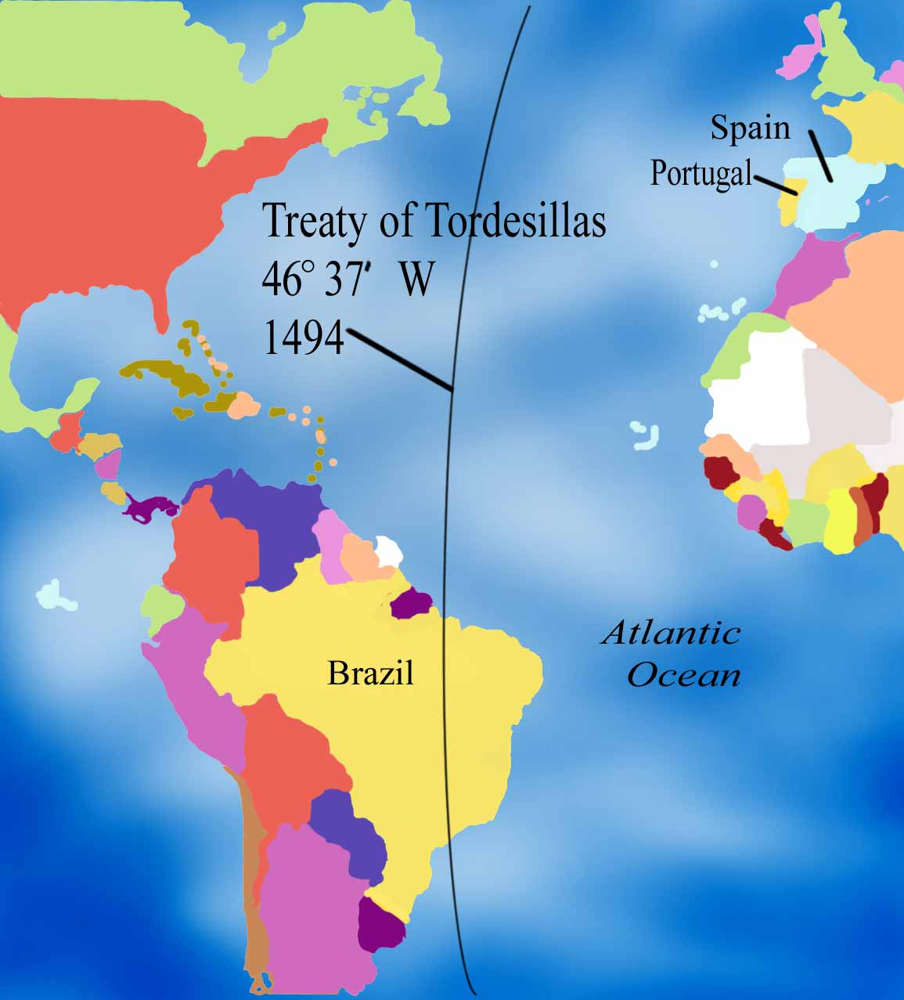 Spain
Portugal
Treaty of Tordesillas
46° 37' W
1494
Atlantic
Ocean
Brazil